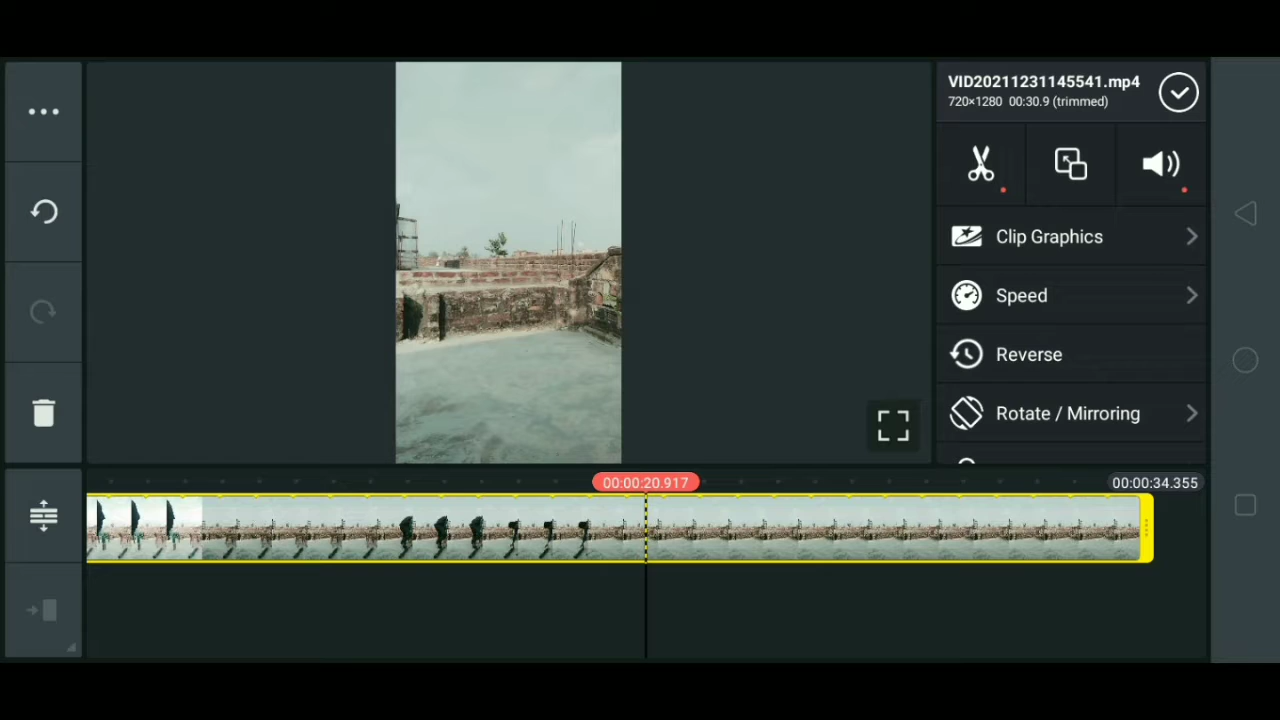 VID20211231145541.mp4
720×1280 00:30.9 (trimmed)
Clip Graphics
Speed
Reverse
Rotate / Mirroring
00:00:20.917
00:00:34.355